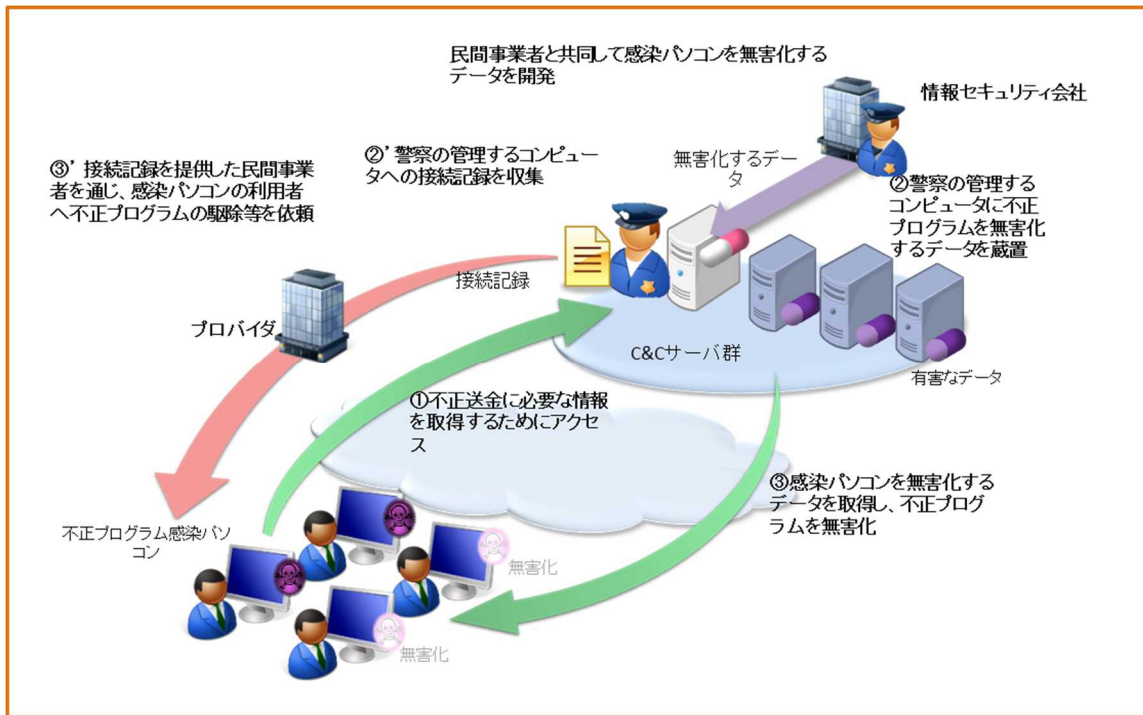 民間事業者と共同して感染パソコンを無害化する
データを開発
情報セキュリティ会社
③’ 接続記録を提供した民間事業
者を通じ、感染パソコンの利用者
へ不正プログラムの駆除等を依頼
②’ 警察の管理するコンピュー
タへの接続記録を収集
無害化するデー
タ
②警察の管理する
コンピュータに不正
プログラムを無害化
するデータを蔵置
接続記録
プロバイダ
C&Cサーバ群
有害なデータ
①不正送金に必要な情報
を取得するためにアクセ
ス
③感染パソコンを無害化する
データを取得し、不正プログ
ラムを無害化
不正プログラム感染パソ
コン
無害化
無害化